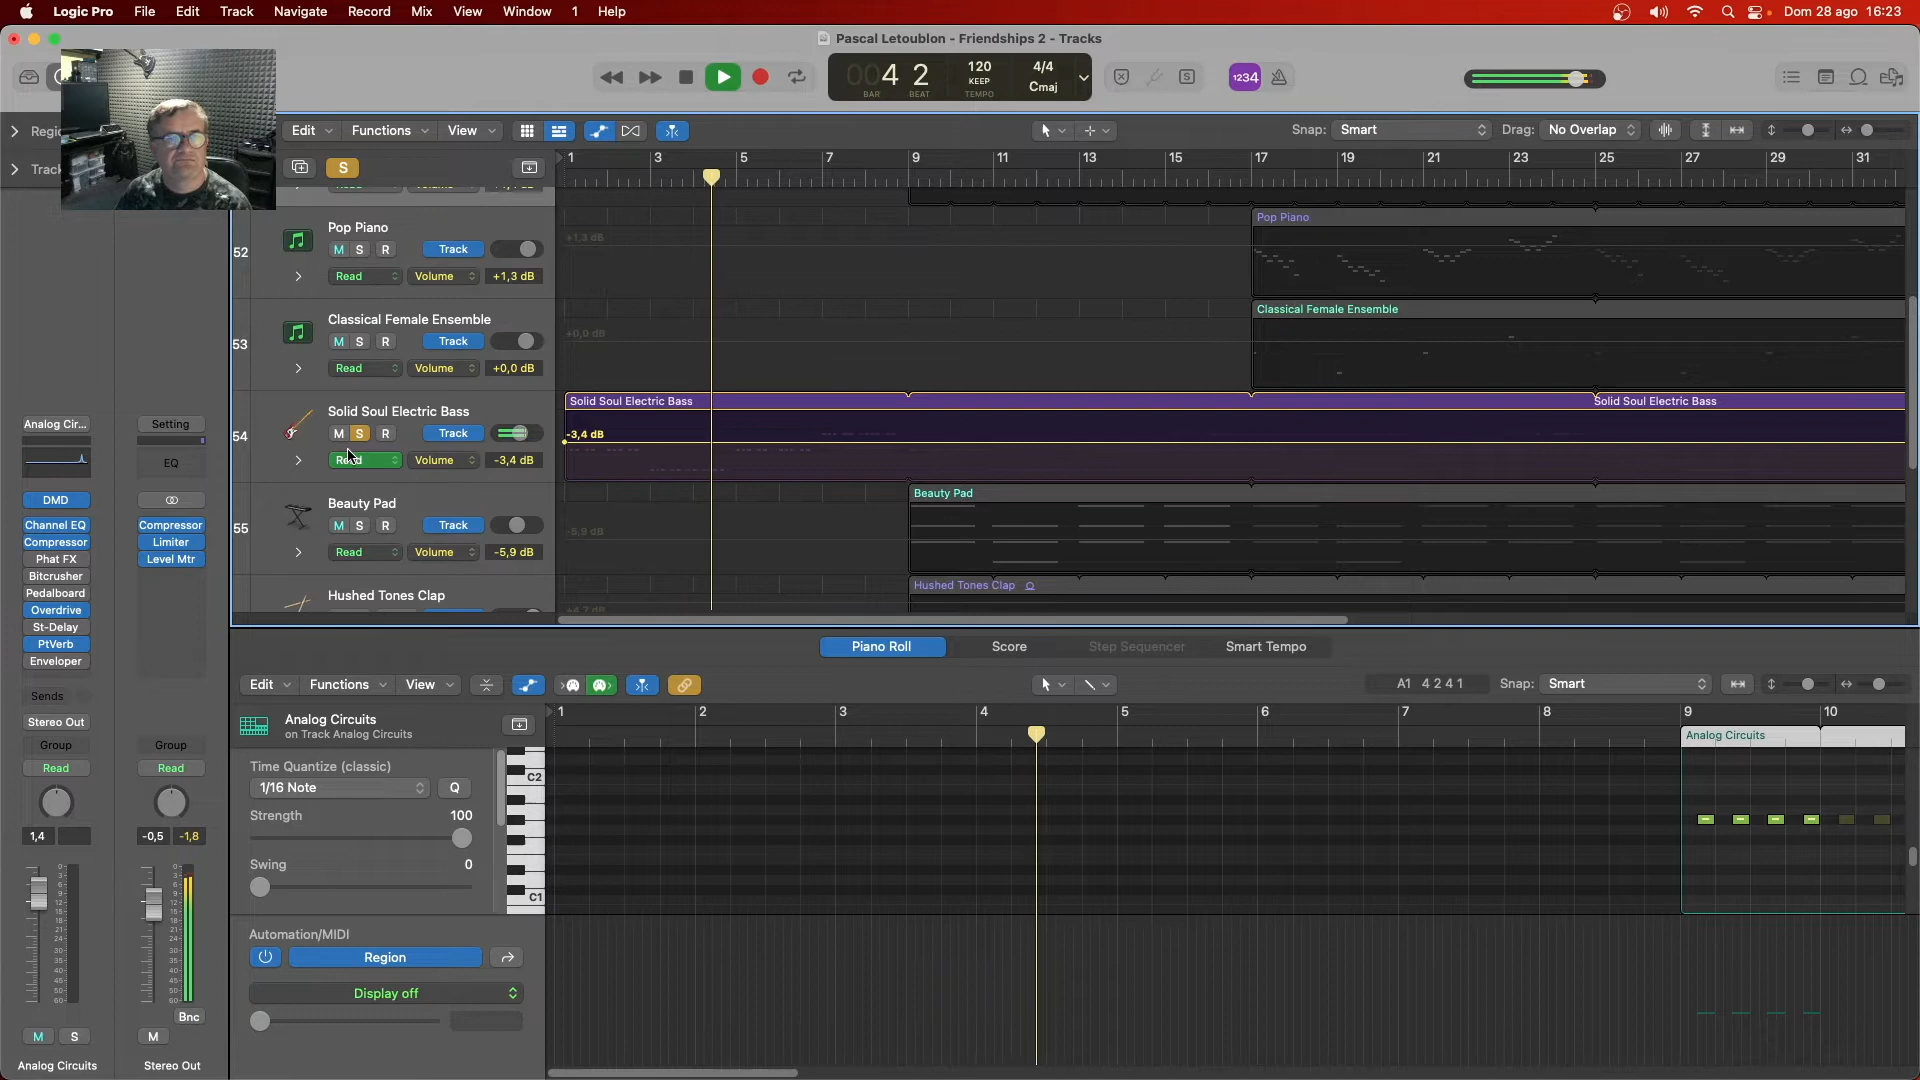 Logic Pro File Edit Track Navigate Record Mix View Window 1 Help Dom 28 ago 16:23
Pascal Letoublon - Friendships 2 - Tracks
004 2 120 4/4
KEEP Cmaj
BAR BEAT TEMPO
S 1234
Edit Functions View Snap: Smart Drag: No Overlap
S
1 3 5 7 9 11 13 15 17 19 21 23 25 27 29 31
52 Pop Piano
M S R Track
Read Volume +1,3 dB
+1,3 dB
Pop Piano
53 Classical Female Ensemble
M S R Track
Read Volume +0,0 dB
+0,0 dB
Classical Female Ensemble
54 Solid Soul Electric Bass
M S R Track
Volume -3,4 dB
Solid Soul Electric Bass Solid Soul Electric Bass
-3,4 dB
55 Beauty Pad
M S R Track
Read Volume -5,9 dB
Beauty Pad
-5,9 dB
Hushed Tones Clap
Hushed Tones Clap
+4,7 dB
Analog Cir... Setting
EQ
DMD
Channel EQ Compressor
Compressor Limiter
Phat FX Level Mtr
Bitcrusher
Pedalboard
Overdrive
St-Delay
PtVerb
Enveloper
Sends
Stereo Out
Group Group
Read Read
1,4 -0,5 -1,8
Bnc
M S M
Analog Circuits Stereo Out
Piano Roll Score Step Sequencer Smart Tempo
Edit Functions View A1 4 2 4 1 Snap: Smart
Analog Circuits
on Track Analog Circuits
1 2 3 4 5 6 7 8 9 10
Analog Circuits
Time Quantize (classic)
1/16 Note Q
Strength 100
Swing 0
C2
C1
Automation/MIDI
Region
Display off